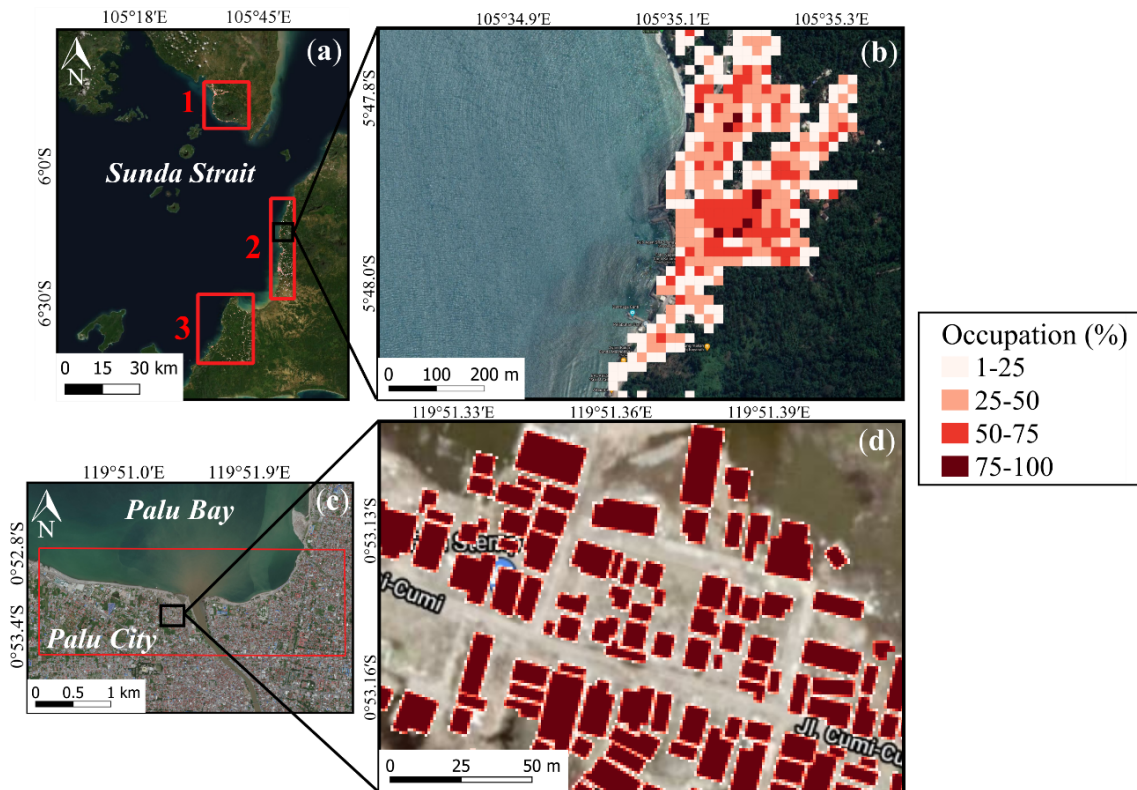 105°18'E 105°45'E
105°34.9'E 105°35.1'E 105°35.3'E
(a)
(b)
N
1
Sunda Strait
2
3
6°0'S
6°30'S
0 15 30 km
5°47.8'S
5°48.0'S
0 100 200 m
Occupation (%)
1-25
25-50
50-75
75-100
119°51.0'E 119°51.9'E
119°51.33'E 119°51.36'E 119°51.39'E
(c)
(d)
N
Palu Bay
Palu City
0°52.8'S
0°53.4'S
0 0.5 1 km
0°53.13'S
0°53.16'S
i-Cumi
Jl. Cumi-Cu
0 25 50 m